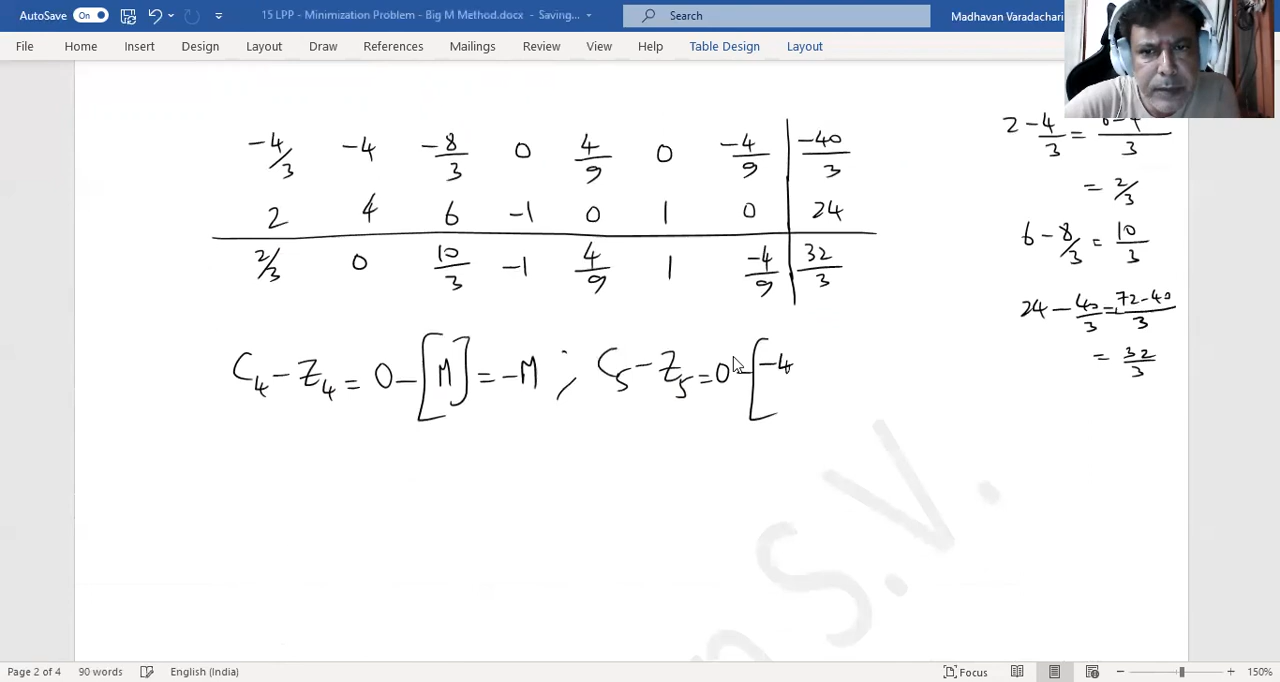 AutoSave On 15 LPP - Minimization Problem - Big M Method.docx - Saving... Search Madhavan Varadachari
File Home Insert Design Layout Draw References Mailings Review View Help Table Design Layout
-4/3 -4 -8/3 0 4/9 0 -4/9 | -40/3
2 4 6 -1 0 1 0 | 24
2/3 0 10/3 -1 4/9 1 -4/9 | 32/3
2 - 4/3 = 6-4/3
= 2/3
6 - 8/3 = 10/3
24 - 40/3 = 72-40/3
= 32/3
C4 - Z4 = 0 - [M] = -M ; C5 - Z5 = 0 - [-4
n S.V.
Page 2 of 4 90 words English (India) Focus 150%